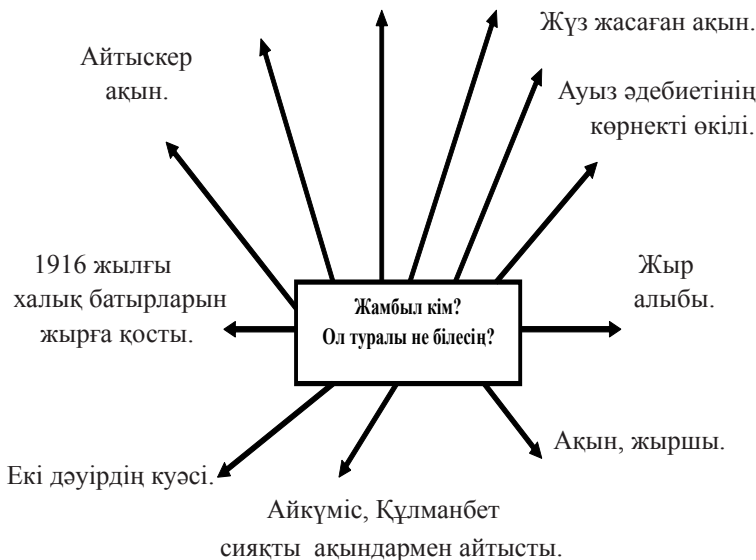 Жүз жасаған ақын.
Айтыскер
ақын.
Ауыз әдебиетінің
көрнекті өкілі.
1916 жылғы
халық батырларын
жырға қосты.
Жамбыл кім?
Ол туралы не білесің?
Жыр
алыбы.
Ақын, жыршы.
Екі дәуірдің куәсі.
Айкүміс, Құлманбет
сияқты ақындармен айтысты.